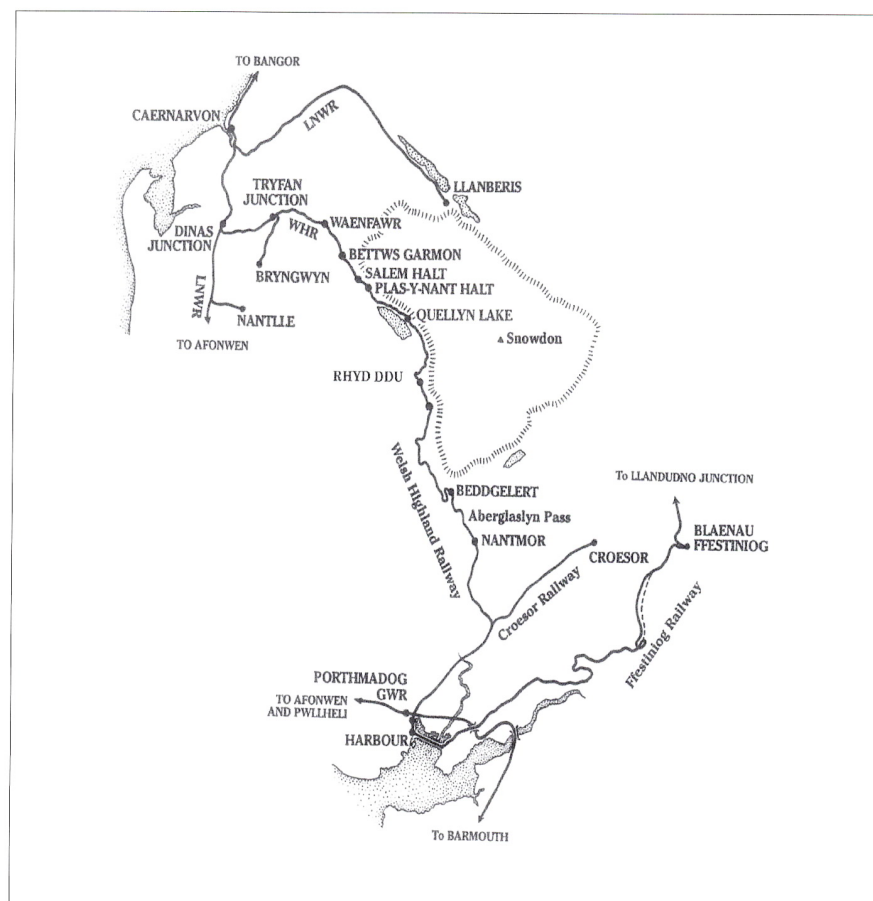 TO BANGOR
CAERNARVON
LNWR
LLANBERIS
TRYFAN
JUNCTION
WHR
WAENFAWR
DINAS
JUNCTION
BETTWS GARMON
BRYNGWYN
SALEM HALT
PLAS-Y-NANT HALT
LNWR
NANTLLE
QUELLYN LAKE
TO AFONWEN
Snowdon
RHYD DDU
Welsh Highland Railway
To LLANDUDNO JUNCTION
BEDDGELERT
Aberglaslyn Pass
NANTMOR
BLAENAU
FFESTINIOG
CROESOR
Croesor Railway
Ffestiniog Railway
PORTHMADOG
GWR
TO AFONWEN
AND PWLLHELI
HARBOUR
To BARMOUTH